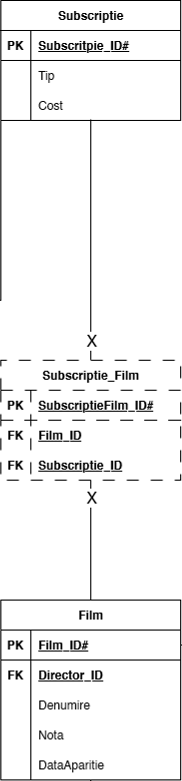 Subscriptie
PK Subscritpie_ID#
Tip
Cost
X
Subscriptie_Film
PK SubscriptieFilm_ID#
FK Film_ID
FK Subscriptie_ID
X
Film
PK Film_ID#
FK Director_ID
Denumire
Nota
DataAparitie